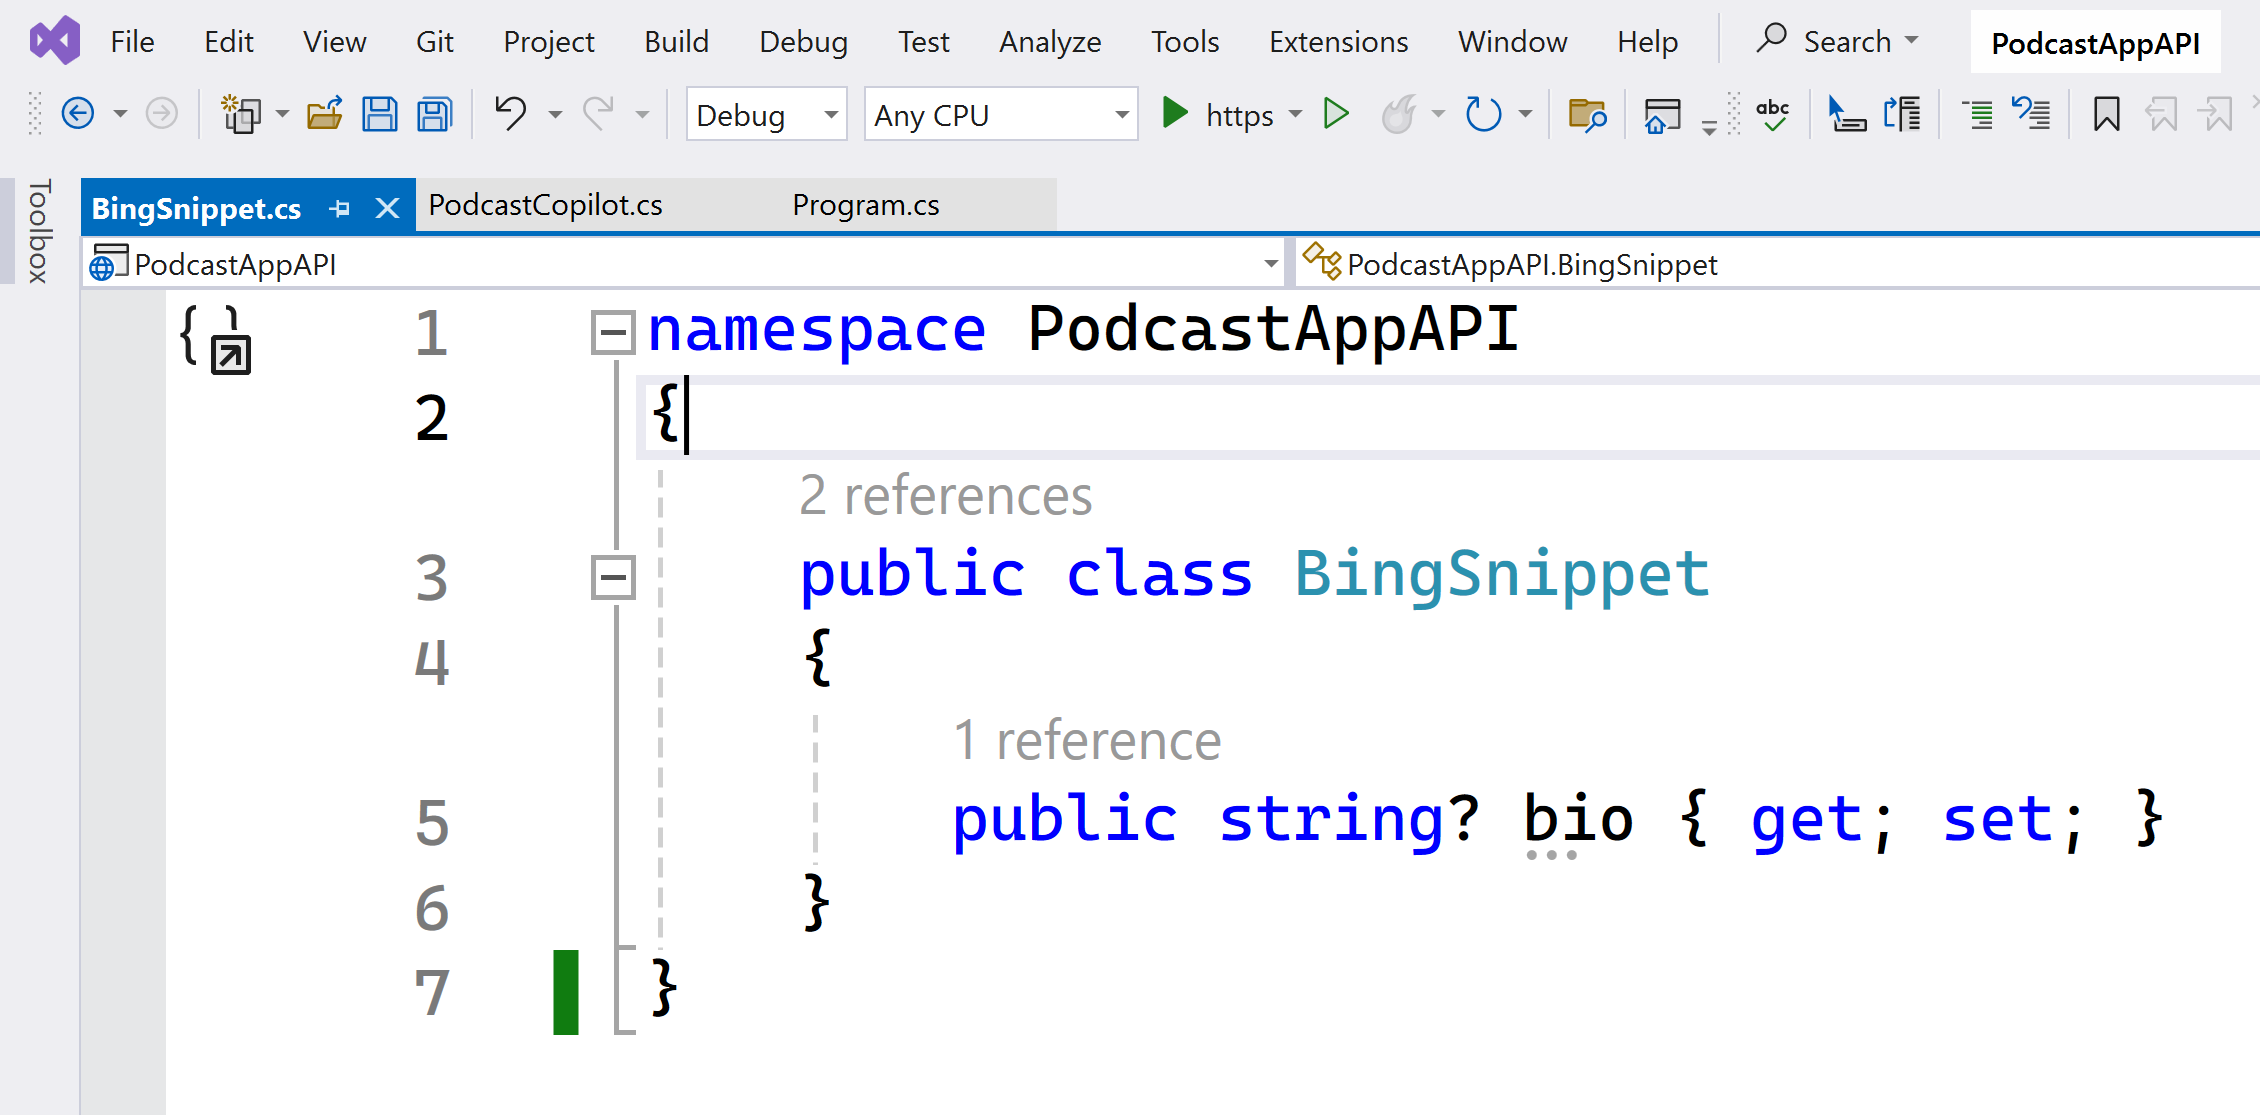 File Edit View Git Project Build Debug Test Analyze Tools Extensions Window Help Search PodcastAppAPI
Debug Any CPU https abc
Toolbox
BingSnippet.cs PodcastCopilot.cs Program.cs
PodcastAppAPI PodcastAppAPI.BingSnippet
1 namespace PodcastAppAPI
2 {
2 references
3 public class BingSnippet
4 {
1 reference
5 public string? bio { get; set; }
6 }
7 }